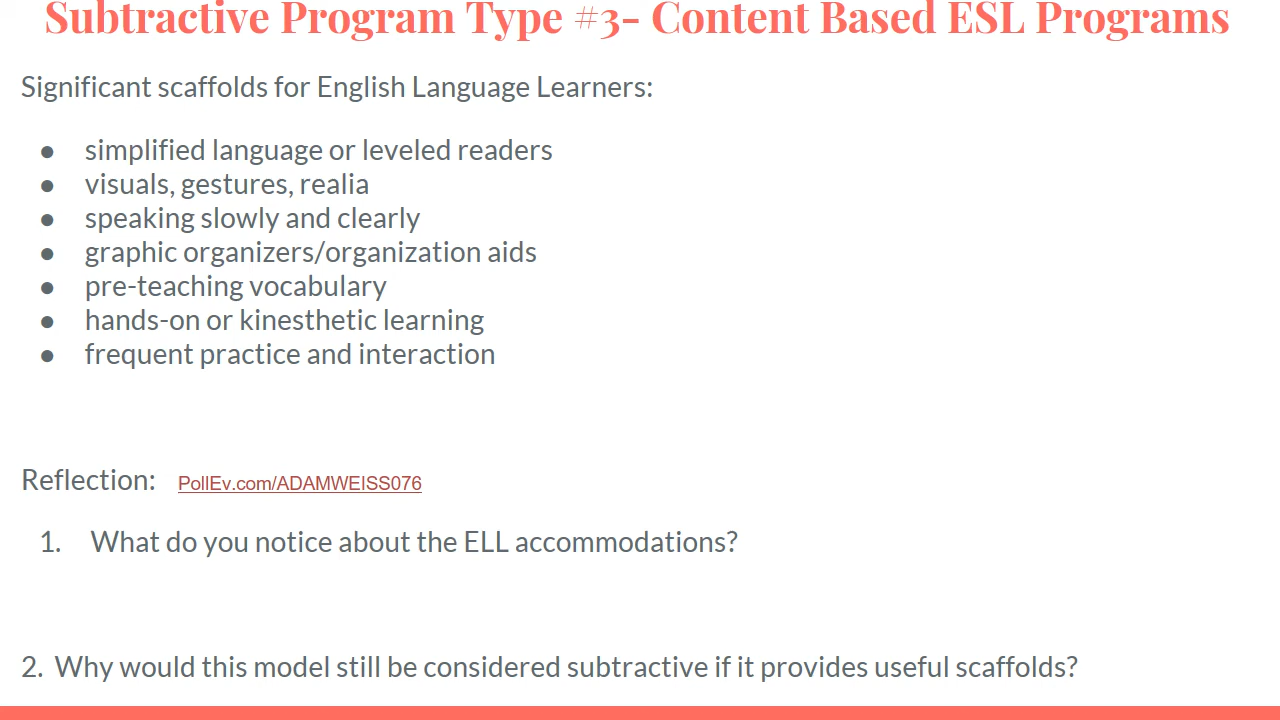 Subtractive Program Type #3- Content Based ESL Programs
Significant scaffolds for English Language Learners:
● simplified language or leveled readers
● visuals, gestures, realia
● speaking slowly and clearly
● graphic organizers/organization aids
● pre-teaching vocabulary
● hands-on or kinesthetic learning
● frequent practice and interaction
Reflection: PollEv.com/ADAMWEISS076
1. What do you notice about the ELL accommodations?
2. Why would this model still be considered subtractive if it provides useful scaffolds?